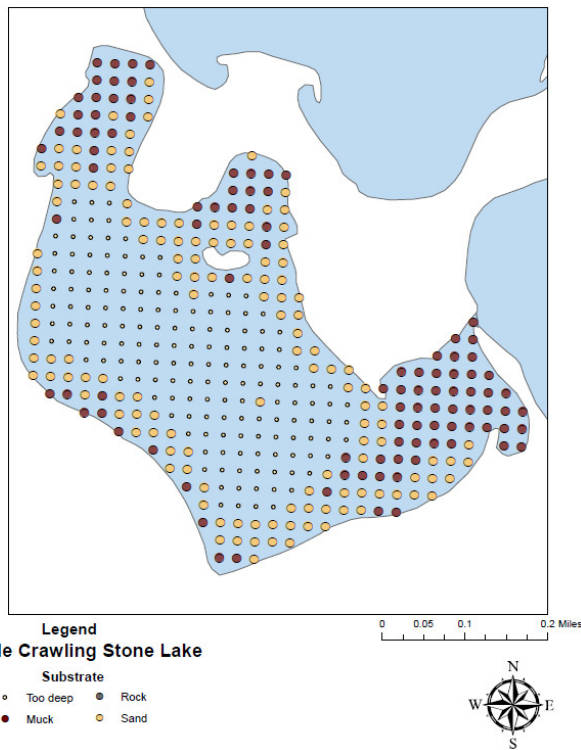 0 0.05 0.1 0.2 Miles
Legend
le Crawling Stone Lake
Substrate
Too deep Rock
Muck Sand
N
W E
S